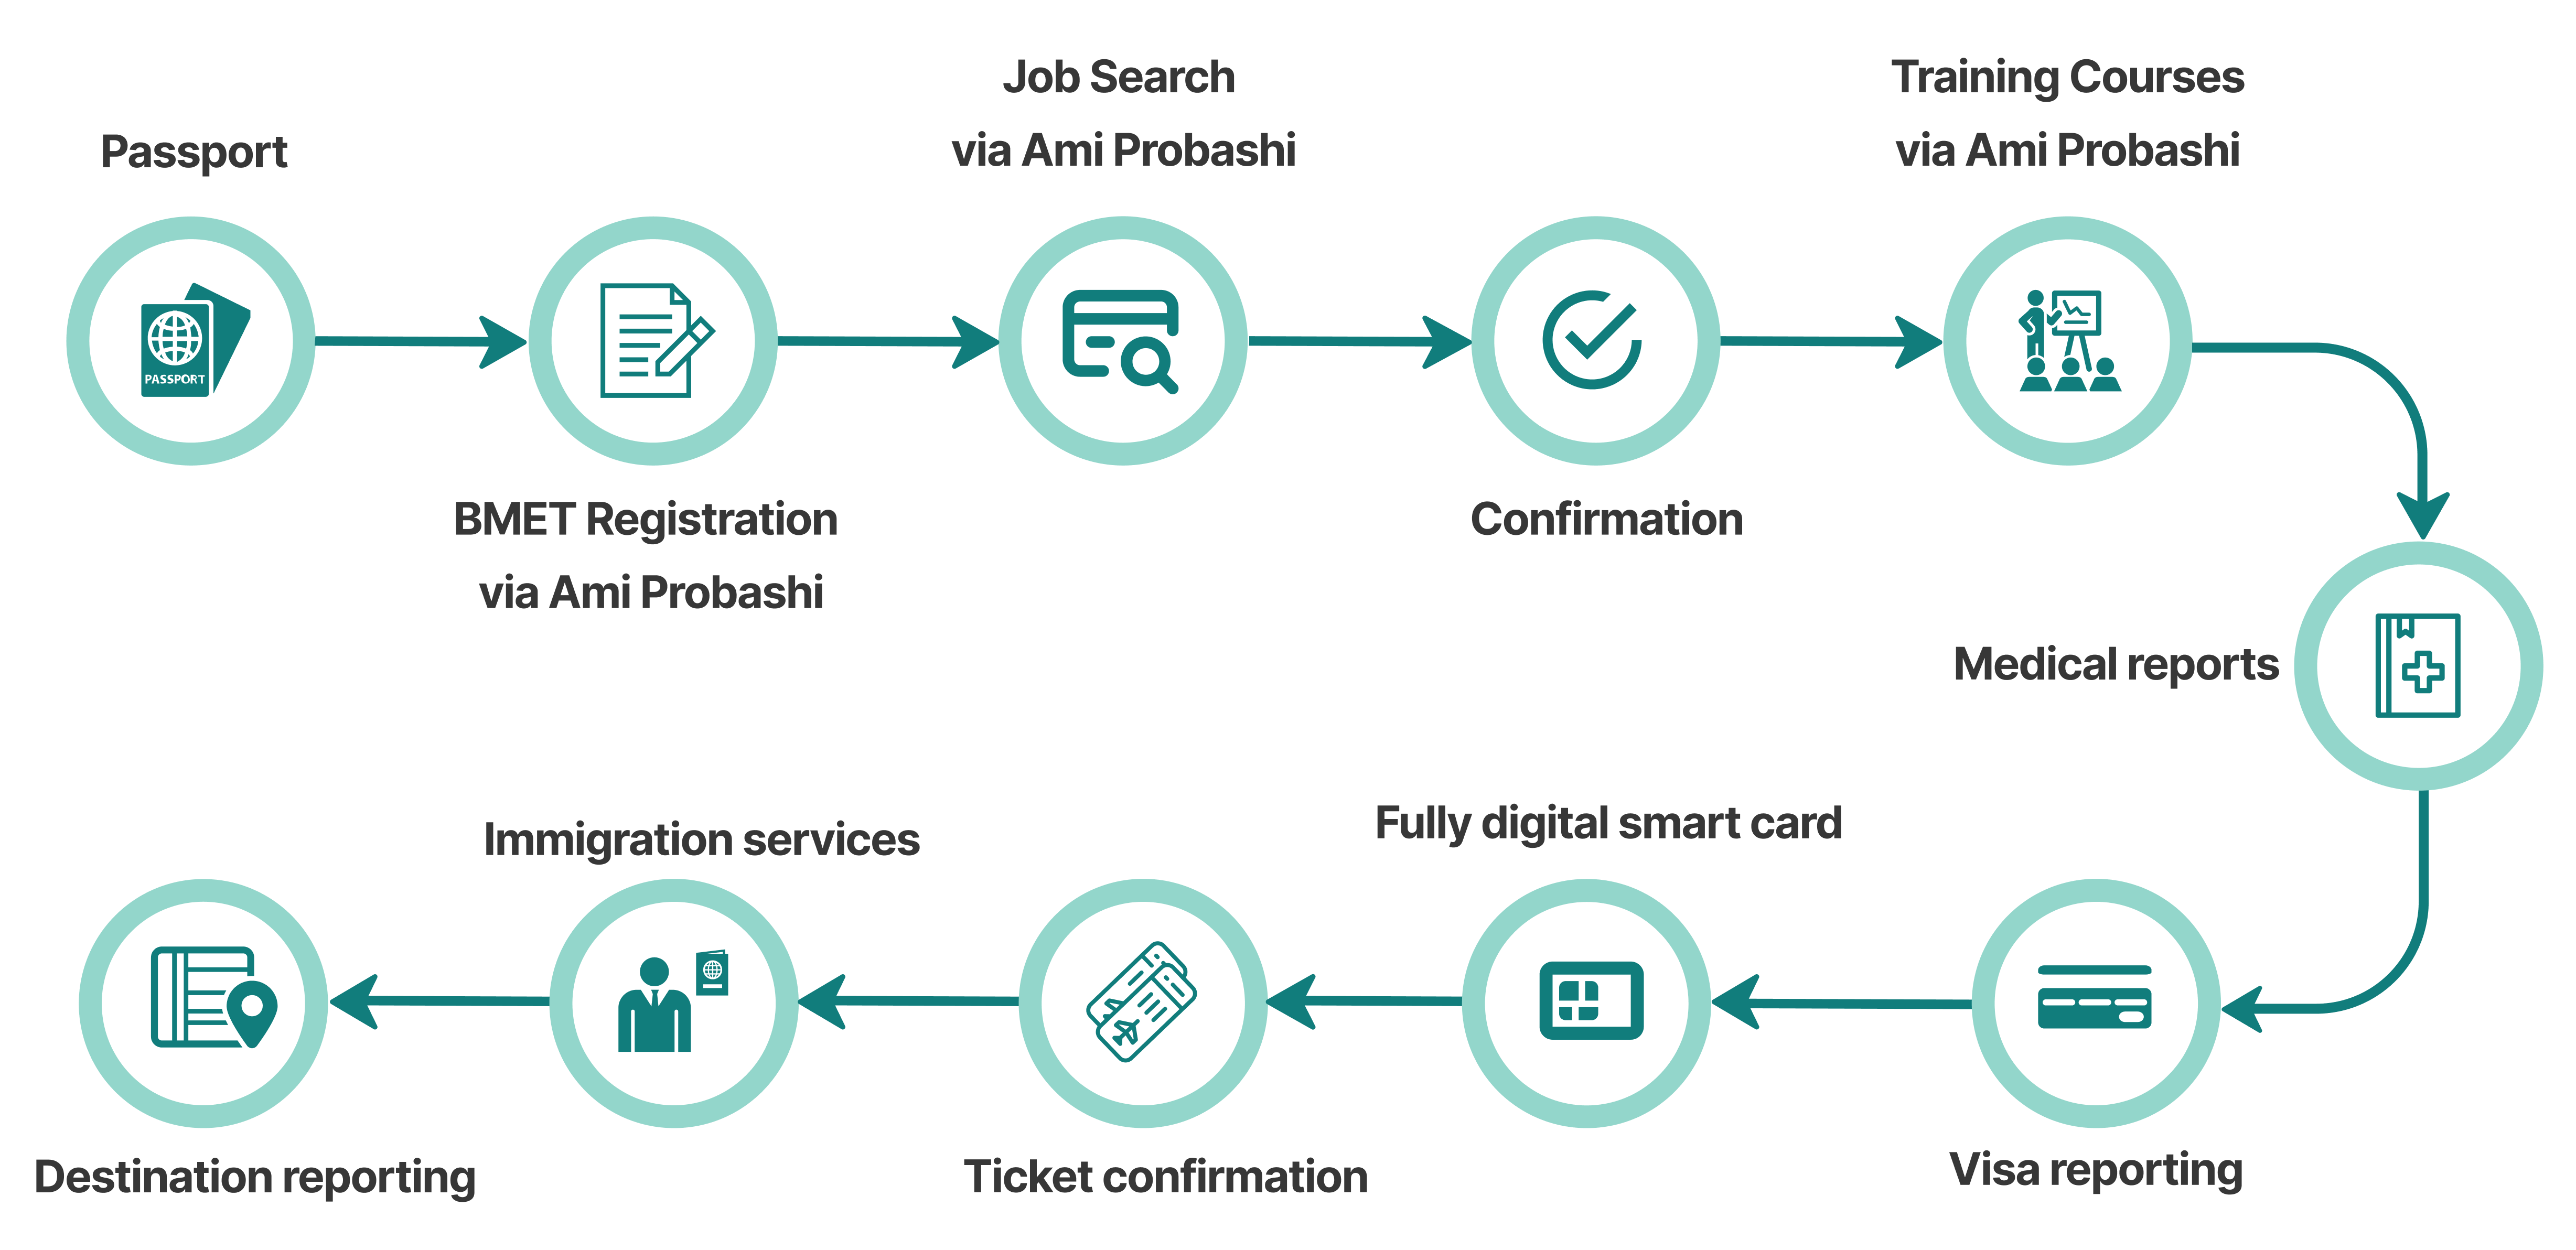 Passport
PASSPORT
BMET Registration
via Ami Probashi
Job Search
via Ami Probashi
Confirmation
Training Courses
via Ami Probashi
Medical reports
Visa reporting
Fully digital smart card
Ticket confirmation
Immigration services
Destination reporting